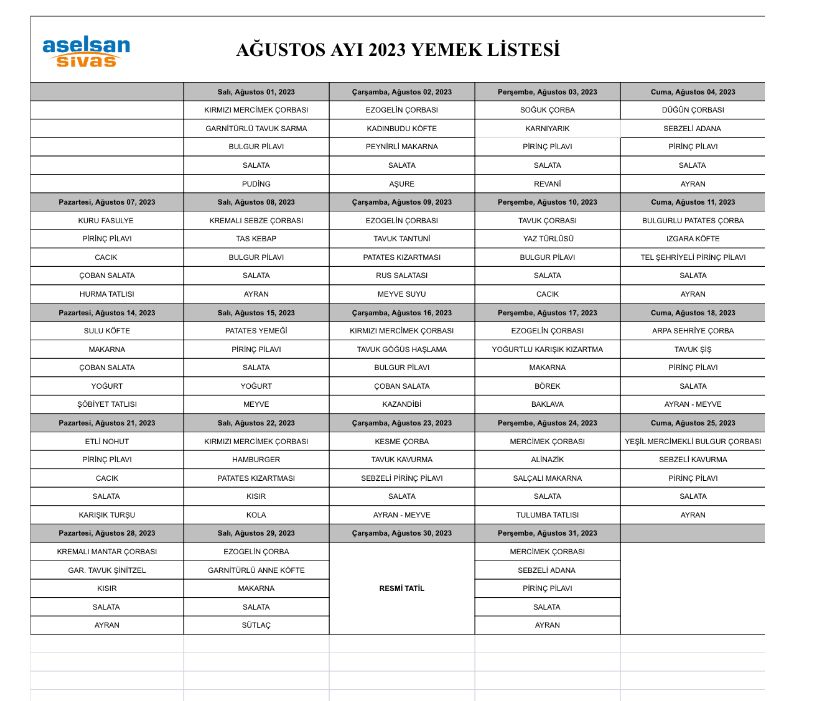 aselsan
sivas
AĞUSTOS AYI 2023 YEMEK LİSTESİ
Salı, Ağustos 01, 2023 Çarşamba, Ağustos 02, 2023 Perşembe, Ağustos 03, 2023 Cuma, Ağustos 04, 2023
KIRMIZI MERCİMEK ÇORBASI EZOGELİN ÇORBASI SOĞUK ÇORBA DÜĞÜN ÇORBASI
GARNİTÜRLÜ TAVUK SARMA KADINBUDU KÖFTE KARNIYARIK SEBZELİ ADANA
BULGUR PİLAVI PEYNİRLİ MAKARNA PİRİNÇ PİLAVI PİRİNÇ PİLAVI
SALATA SALATA SALATA SALATA
PUDİNG AŞURE REVANİ AYRAN
Pazartesi, Ağustos 07, 2023 Salı, Ağustos 08, 2023 Çarşamba, Ağustos 09, 2023 Perşembe, Ağustos 10, 2023 Cuma, Ağustos 11, 2023
KURU FASULYE KREMALI SEBZE ÇORBASI EZOGELİN ÇORBASI TAVUK ÇORBASI BULGURLU PATATES ÇORBA
PİRİNÇ PİLAVI TAS KEBAP TAVUK TANTUNİ YAZ TÜRLÜSÜ IZGARA KÖFTE
CACIK BULGUR PİLAVI PATATES KIZARTMASI BULGUR PİLAVI TEL ŞEHRİYELİ PİRİNÇ PİLAVI
ÇOBAN SALATA SALATA RUS SALATASI SALATA SALATA
HURMA TATLISI AYRAN MEYVE SUYU CACIK AYRAN
Pazartesi, Ağustos 14, 2023 Salı, Ağustos 15, 2023 Çarşamba, Ağustos 16, 2023 Perşembe, Ağustos 17, 2023 Cuma, Ağustos 18, 2023
SULU KÖFTE PATATES YEMEĞİ KIRMIZI MERCİMEK ÇORBASI EZOGELİN ÇORBASI ARPA SEHRİYE ÇORBA
MAKARNA PİRİNÇ PİLAVI TAVUK GÖĞÜS HAŞLAMA YOĞURTLU KARIŞIK KIZARTMA TAVUK ŞİŞ
ÇOBAN SALATA SALATA BULGUR PİLAVI MAKARNA PİRİNÇ PİLAVI
YOĞURT YOĞURT ÇOBAN SALATA BÖREK SALATA
ŞÖBİYET TATLISI MEYVE KAZANDİBİ BAKLAVA AYRAN - MEYVE
Pazartesi, Ağustos 21, 2023 Salı, Ağustos 22, 2023 Çarşamba, Ağustos 23, 2023 Perşembe, Ağustos 24, 2023 Cuma, Ağustos 25, 2023
ETLİ NOHUT KIRMIZI MERCİMEK ÇORBASI KESME ÇORBA MERCİMEK ÇORBASI YEŞİL MERCİMEKLİ BULGUR ÇORBASI
PİRİNÇ PİLAVI HAMBURGER TAVUK KAVURMA ALİNAZİK SEBZELİ KAVURMA
CACIK PATATES KIZARTMASI SEBZELİ PİRİNÇ PİLAVI SALÇALI MAKARNA PİRİNÇ PİLAVI
SALATA KISIR SALATA SALATA SALATA
KARIŞIK TURŞU KOLA AYRAN - MEYVE TULUMBA TATLISI AYRAN
Pazartesi, Ağustos 28, 2023 Salı, Ağustos 29, 2023 Çarşamba, Ağustos 30, 2023 Perşembe, Ağustos 31, 2023
KREMALI MANTAR ÇORBASI EZOGELİN ÇORBA MERCİMEK ÇORBASI
GAR. TAVUK ŞİNİTZEL GARNİTÜRLÜ ANNE KÖFTE SEBZELİ ADANA
KISIR MAKARNA RESMİ TATİL PİRİNÇ PİLAVI
SALATA SALATA SALATA
AYRAN SÜTLAÇ AYRAN